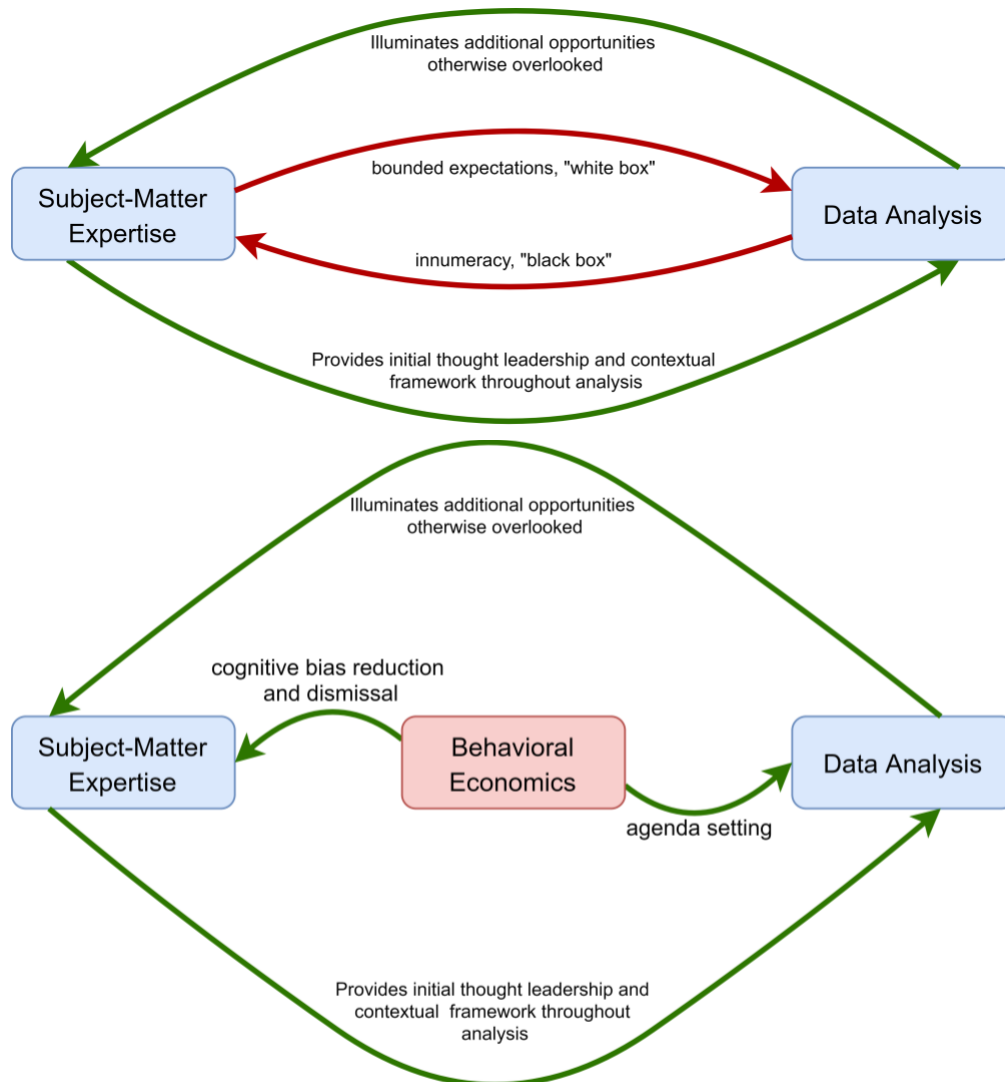 Illuminates additional opportunities
otherwise overlooked
bounded expectations, "white box"
Subject-Matter
Expertise
Data Analysis
innumeracy, "black box"
Provides initial thought leadership and contextual
framework throughout analysis
Illuminates additional opportunities
otherwise overlooked
cognitive bias reduction
and dismissal
Subject-Matter
Expertise
Behavioral
Economics
Data Analysis
agenda setting
Provides initial thought leadership and
contextual  framework throughout
analysis